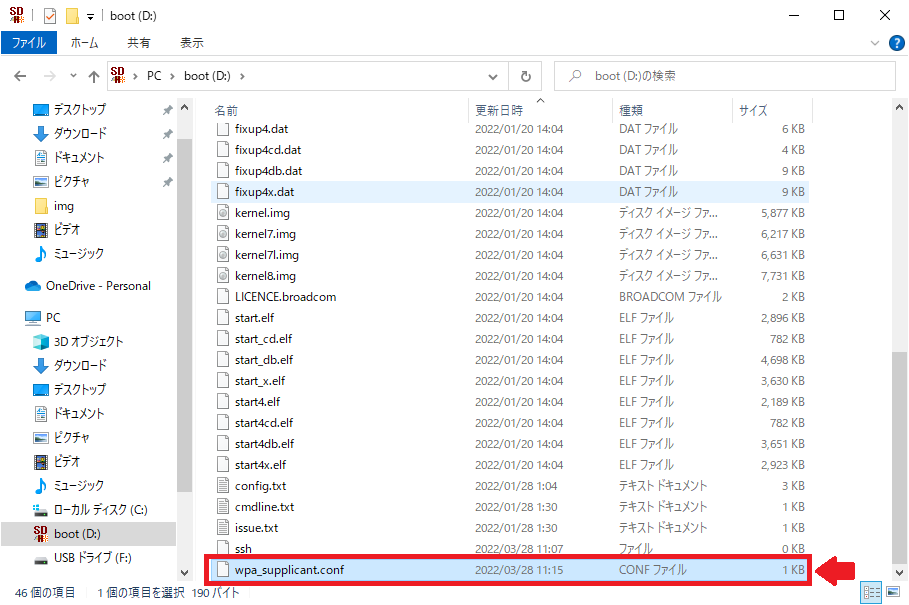 SD
boot (D:)
ファイル ホーム 共有 表示
SD PC boot (D:) boot (D:)の検索
デスクトップ
ダウンロード
ドキュメント
ピクチャ
img
ビデオ
ミュージック
OneDrive - Personal
PC
3D オブジェクト
ダウンロード
デスクトップ
ドキュメント
ピクチャ
ビデオ
ミュージック
ローカル ディスク (C:)
SD boot (D:)
USB ドライブ (F:)
名前 更新日時 種類 サイズ
fixup4.dat 2022/01/20 14:04 DAT ファイル 6 KB
fixup4cd.dat 2022/01/20 14:04 DAT ファイル 4 KB
fixup4db.dat 2022/01/20 14:04 DAT ファイル 9 KB
fixup4x.dat 2022/01/20 14:04 DAT ファイル 9 KB
kernel.img 2022/01/20 14:04 ディスク イメージ ファ... 5,877 KB
kernel7.img 2022/01/20 14:04 ディスク イメージ ファ... 6,217 KB
kernel7l.img 2022/01/20 14:04 ディスク イメージ ファ... 6,631 KB
kernel8.img 2022/01/20 14:04 ディスク イメージ ファ... 7,731 KB
LICENCE.broadcom 2022/01/20 14:04 BROADCOM ファイル 2 KB
start.elf 2022/01/20 14:04 ELF ファイル 2,896 KB
start_cd.elf 2022/01/20 14:04 ELF ファイル 782 KB
start_db.elf 2022/01/20 14:04 ELF ファイル 4,698 KB
start_x.elf 2022/01/20 14:04 ELF ファイル 3,630 KB
start4.elf 2022/01/20 14:04 ELF ファイル 2,189 KB
start4cd.elf 2022/01/20 14:04 ELF ファイル 782 KB
start4db.elf 2022/01/20 14:04 ELF ファイル 3,651 KB
start4x.elf 2022/01/20 14:04 ELF ファイル 2,923 KB
config.txt 2022/01/28 1:04 テキスト ドキュメント 3 KB
cmdline.txt 2022/01/28 1:30 テキスト ドキュメント 1 KB
issue.txt 2022/01/28 1:30 テキスト ドキュメント 1 KB
ssh 2022/03/28 11:07 ファイル 0 KB
wpa_supplicant.conf 2022/03/28 11:15 CONF ファイル 1 KB
46 個の項目 1 個の項目を選択 190 バイト